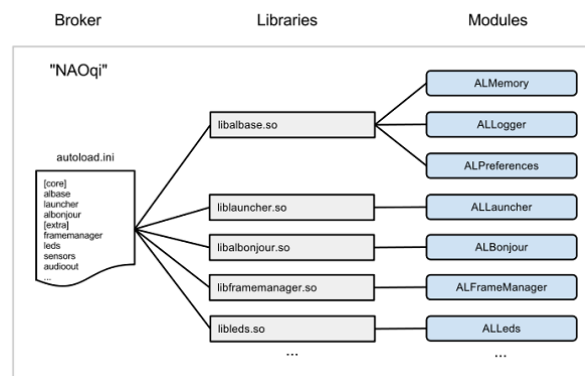 Broker Libraries Modules
"NAOqi"
autoload.ini
[core]
albase
launcher
albonjour
[extra]
framemanager
leds
sensors
audioout
...
libalbase.so
liblauncher.so
libalbonjour.so
libframemanager.so
libleds.so
...
ALMemory
ALLogger
ALPreferences
ALLauncher
ALBonjour
ALFrameManager
ALLeds
...